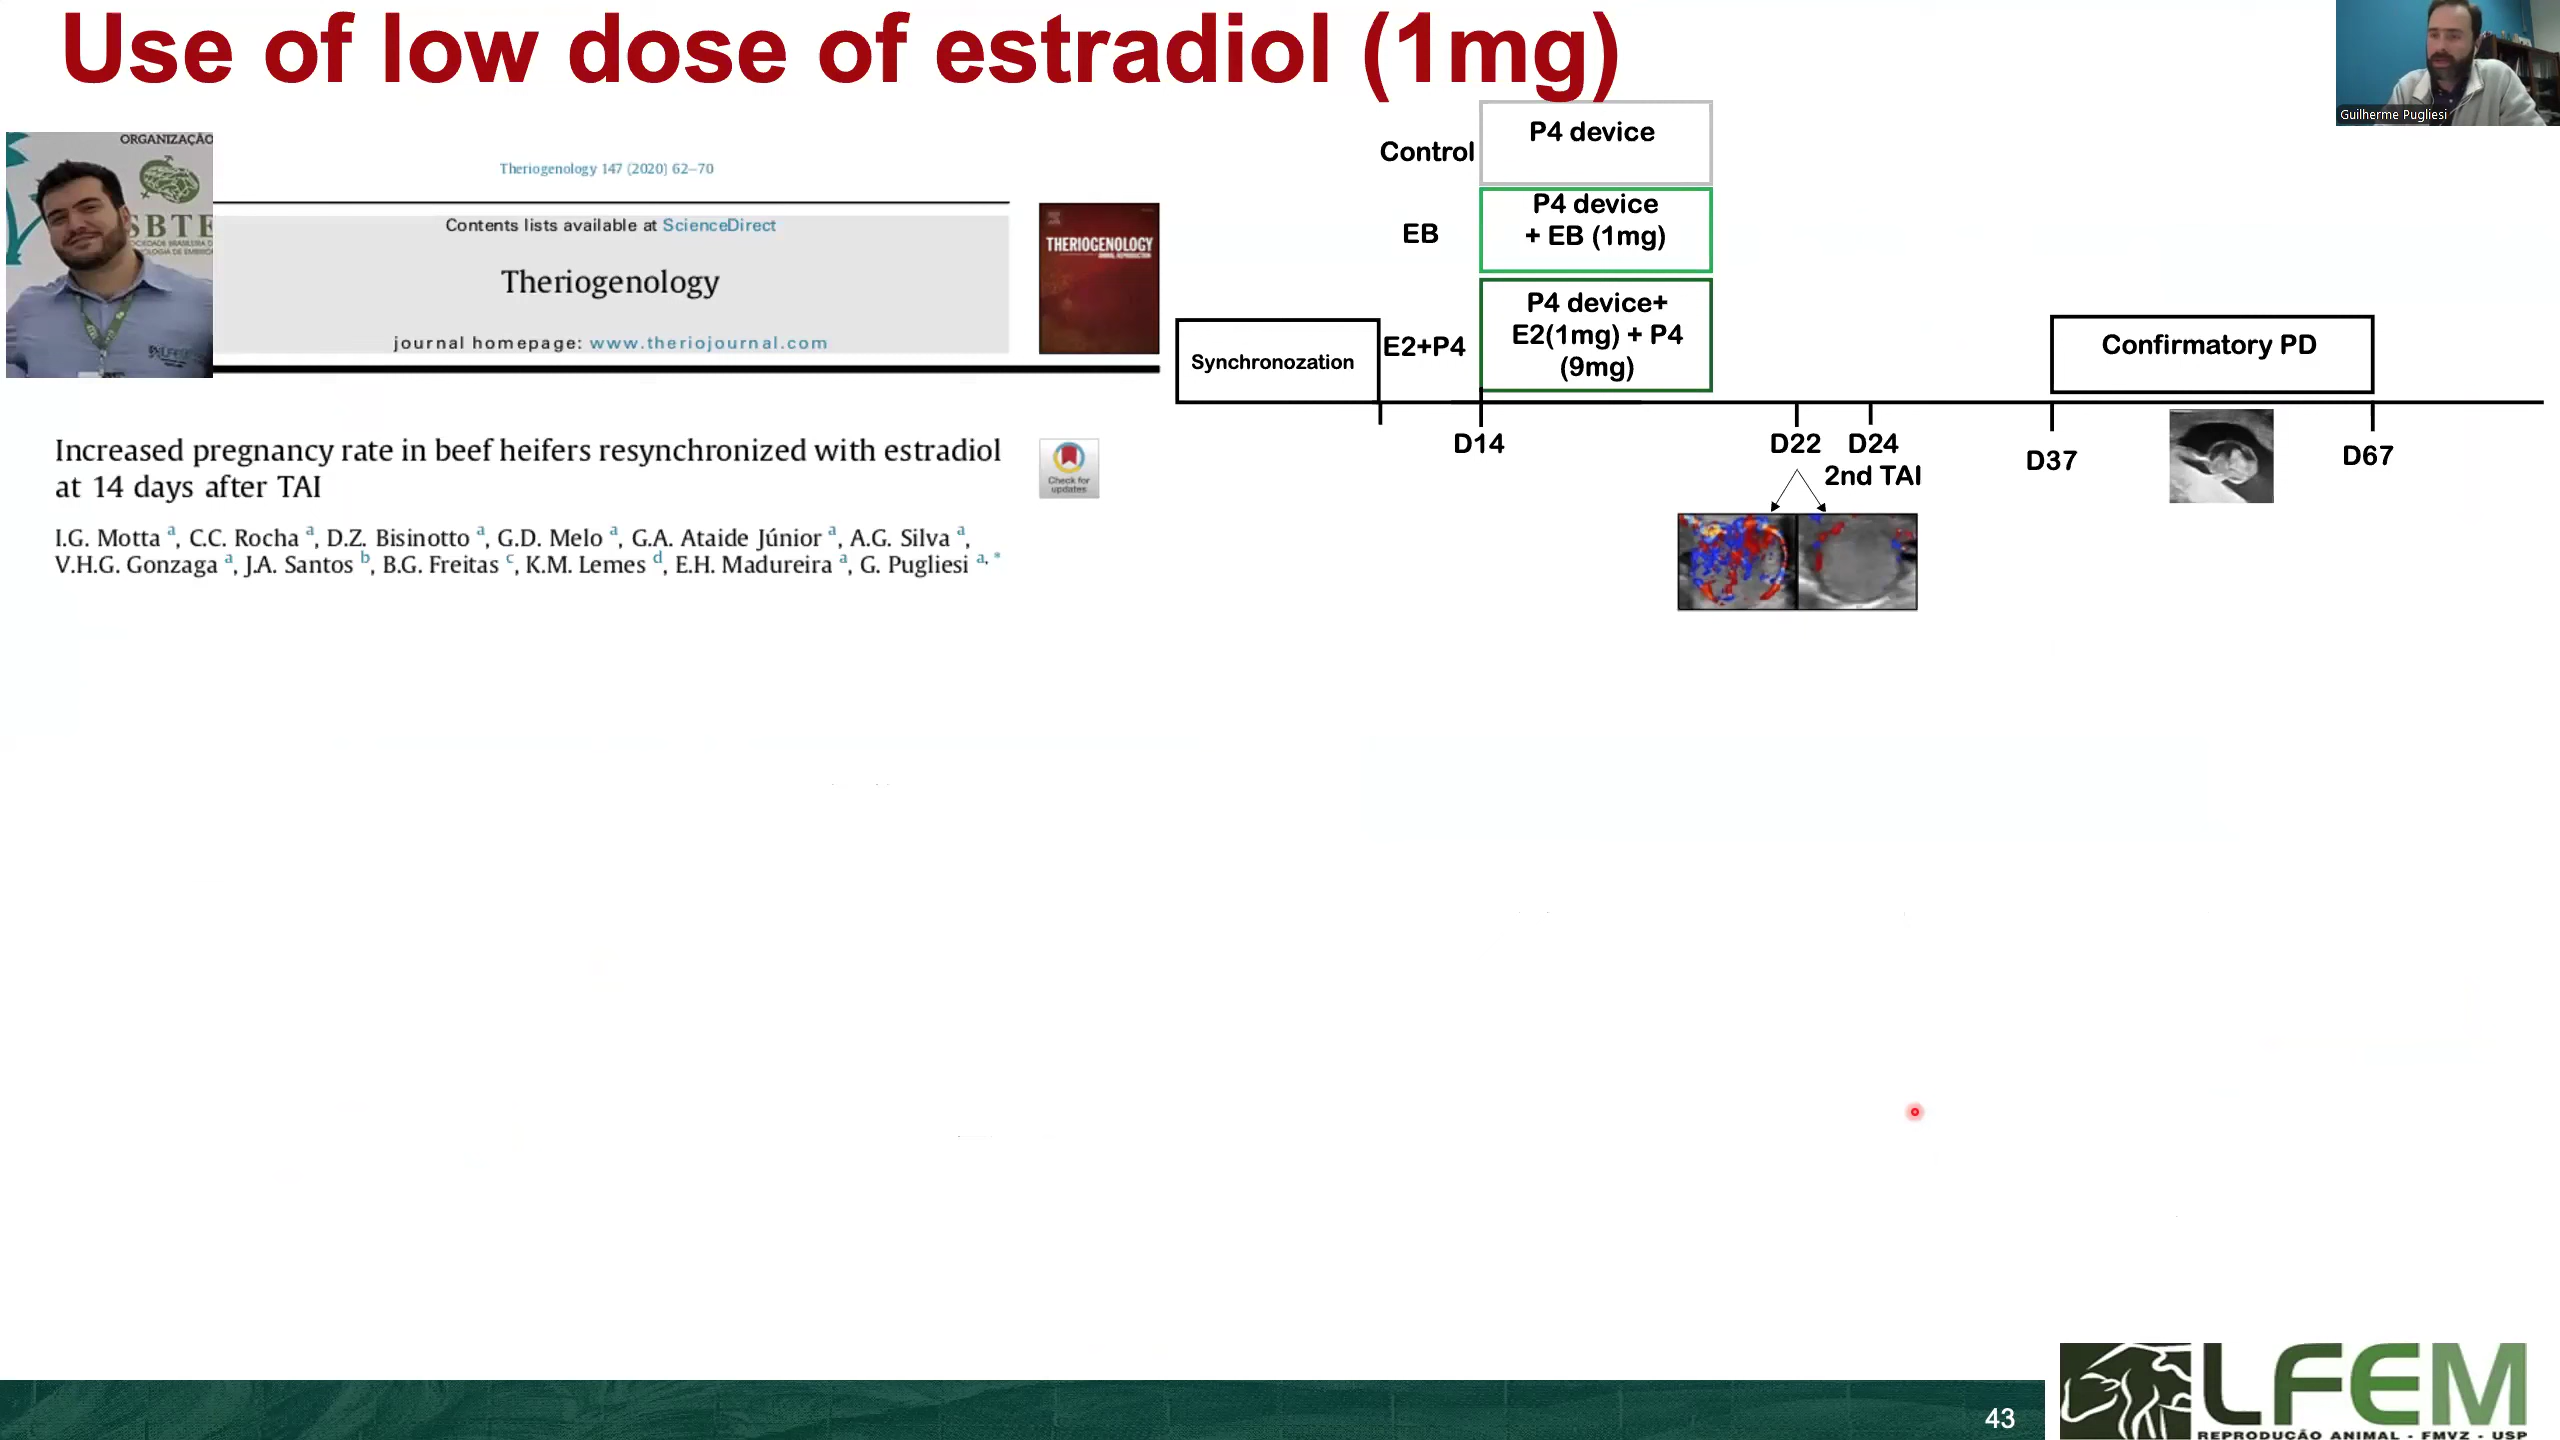 Use of low dose of estradiol (1mg)
Guilherme Pugliesi
ORGANIZAÇÃO
SBTE
Theriogenology 147 (2020) 62–70
Contents lists available at ScienceDirect
Theriogenology
journal homepage: www.theriojournal.com
THERIOGENOLOGY
ANIMAL REPRODUCTION
Increased pregnancy rate in beef heifers resynchronized with estradiol
at 14 days after TAI
Check for
updates
I.G. Motta a, C.C. Rocha a, D.Z. Bisinotto a, G.D. Melo a, G.A. Ataide Júnior a, A.G. Silva a,
V.H.G. Gonzaga a, J.A. Santos b, B.G. Freitas c, K.M. Lemes d, E.H. Madureira a, G. Pugliesi a, *
Control
P4 device
EB
P4 device
+ EB (1mg)
E2+P4
P4 device+
E2(1mg) + P4
(9mg)
Synchronozation
Confirmatory PD
D14
D22
D24
2nd TAI
D37
D67
43
LFEM
REPRODUÇÃO ANIMAL - FMVZ - USP